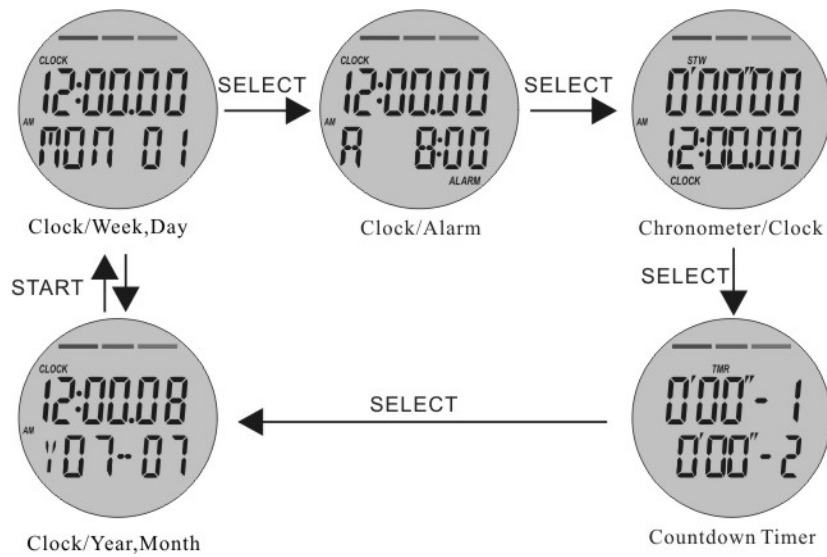 CLOCK
12:00.00
AM
MON 01
Clock/Week,Day
SELECT
CLOCK
12:00.00
AM
A 8:00
ALARM
Clock/Alarm
SELECT
STW
0'00"00
AM
12:00.00
CLOCK
Chronometer/Clock
START
SELECT
CLOCK
12:00.08
AM
Y07-07
Clock/Year,Month
SELECT
TMR
0'00"-1
0'00"-2
Countdown Timer